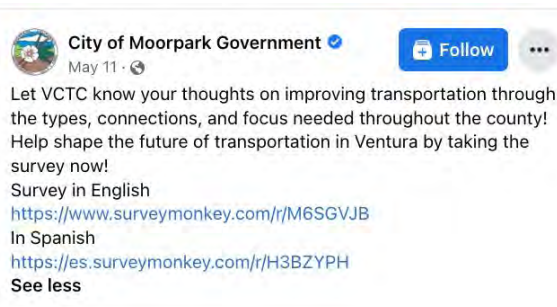 City of Moorpark Government
Follow
May 11 ·
Let VCTC know your thoughts on improving transportation through
the types, connections, and focus needed throughout the county!
Help shape the future of transportation in Ventura by taking the
survey now!
Survey in English
https://www.surveymonkey.com/r/M6SGVJB
In Spanish
https://es.surveymonkey.com/r/H3BZYPH
See less